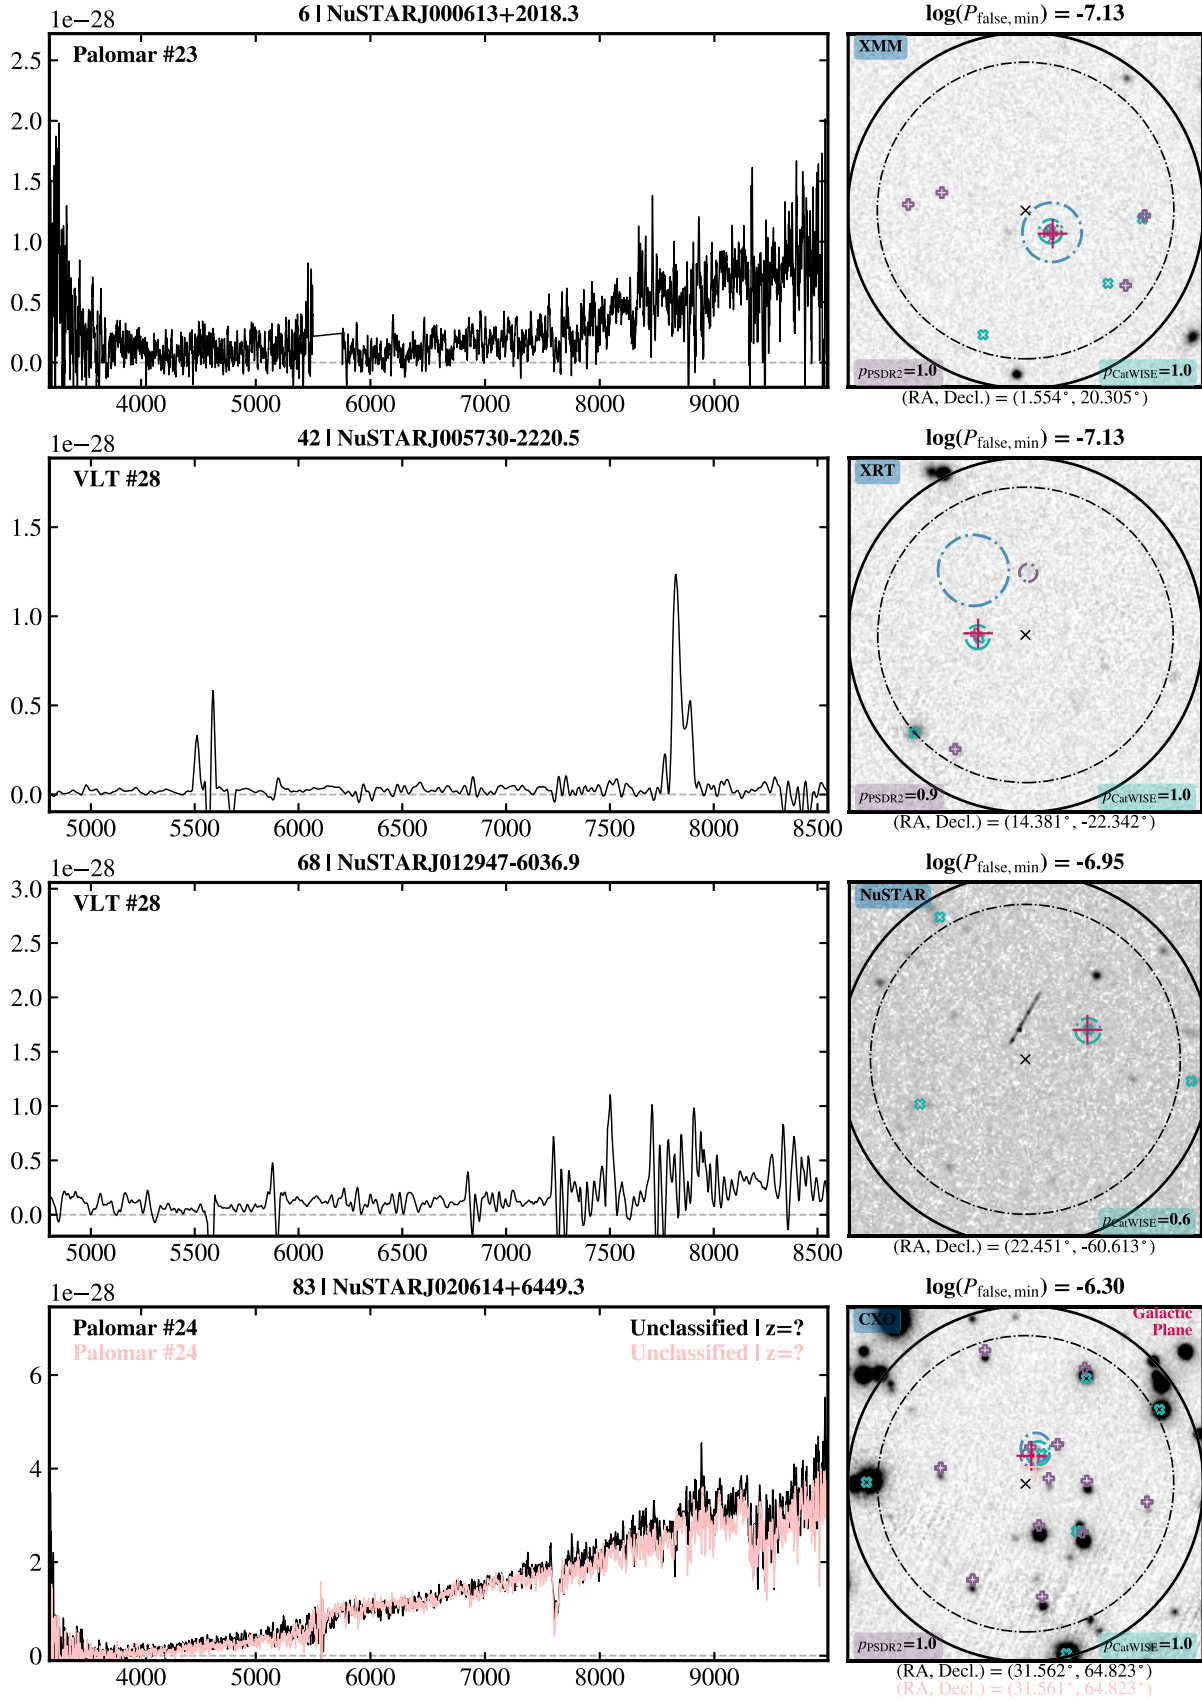 6 | NuSTARJ000613+2018.3
log(Pfalse, min) = -7.13
1e−28
Palomar #23
2.5
2.0
1.5
1.0
0.5
0.0
4000 5000 6000 7000 8000 9000
XMM
pPSDR2=1.0
pCatWISE=1.0
(RA, Decl.) = (1.554°, 20.305°)
42 | NuSTARJ005730-2220.5
log(Pfalse, min) = -7.13
1e−28
VLT #28
1.5
1.0
0.5
0.0
5000 5500 6000 6500 7000 7500 8000 8500
XRT
pPSDR2=0.9
pCatWISE=1.0
(RA, Decl.) = (14.381°, -22.342°)
68 | NuSTARJ012947-6036.9
log(Pfalse, min) = -6.95
1e−28
VLT #28
3.0
2.5
2.0
1.5
1.0
0.5
0.0
5000 5500 6000 6500 7000 7500 8000 8500
NuSTAR
pCatWISE=0.6
(RA, Decl.) = (22.451°, -60.613°)
83 | NuSTARJ020614+6449.3
log(Pfalse, min) = -6.30
1e−28
Palomar #24
Unclassified | z=?
Palomar #24
Unclassified | z=?
6
4
2
0
4000 5000 6000 7000 8000 9000
CXO
Galactic
Plane
pPSDR2=1.0
pCatWISE=1.0
(RA, Decl.) = (31.562°, 64.823°)
(RA, Decl.) = (31.561°, 64.823°)